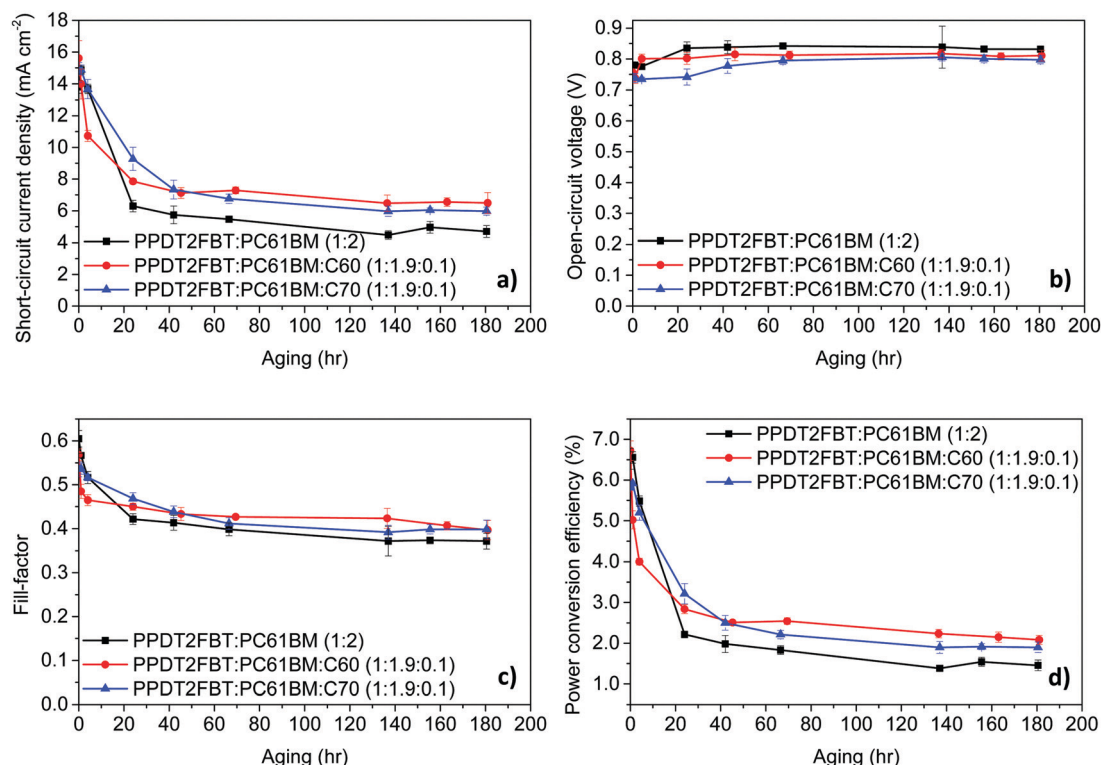 18
16
14
12
10
8
6
4
2
0
0 20 40 60 80 100 120 140 160 180 200
Short-circuit current density (mA cm-2)
Aging (hr)
PPDT2FBT:PC61BM (1:2)
PPDT2FBT:PC61BM:C60 (1:1.9:0.1)
PPDT2FBT:PC61BM:C70 (1:1.9:0.1)
a)
1.0
0.9
0.8
0.7
0.6
0.5
0.4
0.3
0.2
0.1
0.0
0 20 40 60 80 100 120 140 160 180 200
Open-circuit voltage (V)
Aging (hr)
PPDT2FBT:PC61BM (1:2)
PPDT2FBT:PC61BM:C60 (1:1.9:0.1)
PPDT2FBT:PC61BM:C70 (1:1.9:0.1)
b)
0.6
0.5
0.4
0.3
0.2
0.1
0.0
0 20 40 60 80 100 120 140 160 180 200
Fill-factor
Aging (hr)
PPDT2FBT:PC61BM (1:2)
PPDT2FBT:PC61BM:C60 (1:1.9:0.1)
PPDT2FBT:PC61BM:C70 (1:1.9:0.1)
c)
7.0
6.0
5.0
4.0
3.0
2.0
1.0
0 20 40 60 80 100 120 140 160 180 200
Power conversion efficiency (%)
Aging (hr)
PPDT2FBT:PC61BM (1:2)
PPDT2FBT:PC61BM:C60 (1:1.9:0.1)
PPDT2FBT:PC61BM:C70 (1:1.9:0.1)
d)